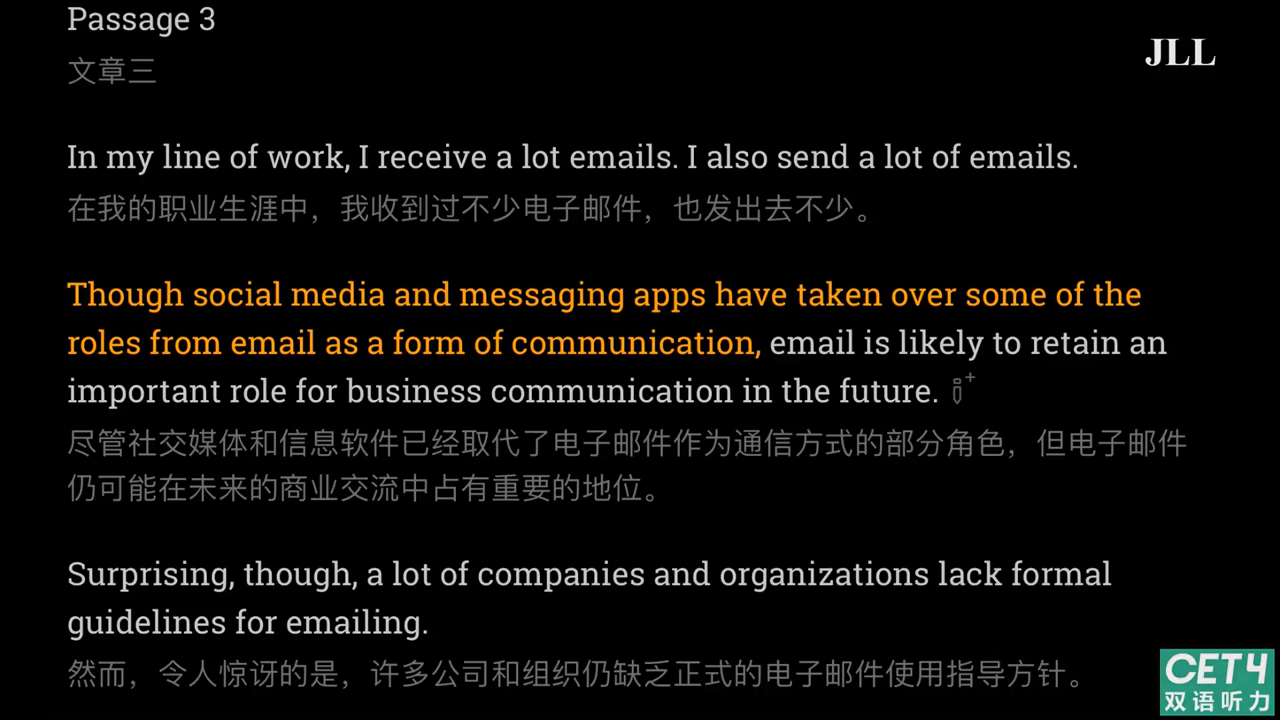 Passage 3
文章三
JLL
In my line of work, I receive a lot emails. I also send a lot of emails.
在我的职业生涯中，我收到过不少电子邮件，也发出去不少。
Though social media and messaging apps have taken over some of the
roles from email as a form of communication, email is likely to retain an
important role for business communication in the future.
尽管社交媒体和信息软件已经取代了电子邮件作为通信方式的部分角色，但电子邮件
仍可能在未来的商业交流中占有重要的地位。
Surprising, though, a lot of companies and organizations lack formal
guidelines for emailing.
然而，令人惊讶的是，许多公司和组织仍缺乏正式的电子邮件使用指导方针。
CET4
双语听力